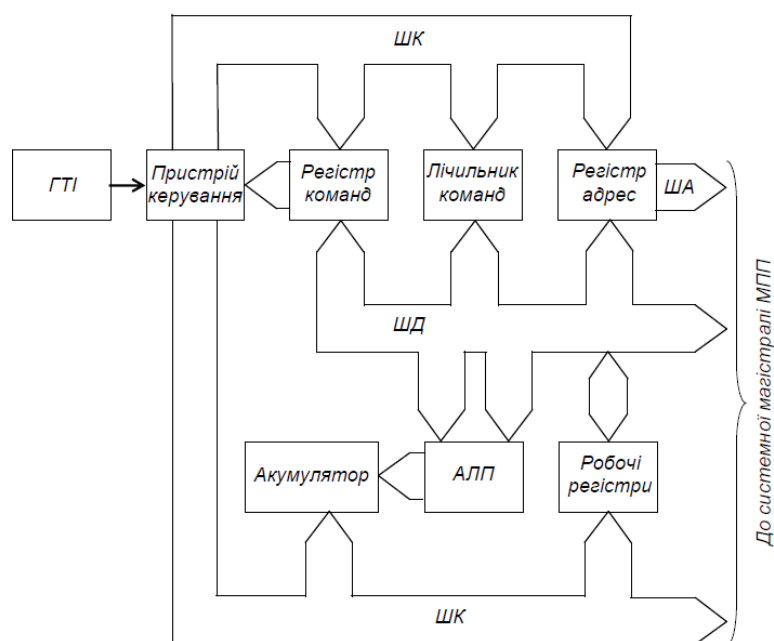 ШК
ГТІ
Пристрій
керування
Регістр
команд
Лічильник
команд
Регістр
адрес
ША
ШД
Акумулятор
АЛП
Робочі
регістри
ШК
До системної магістралі МПП